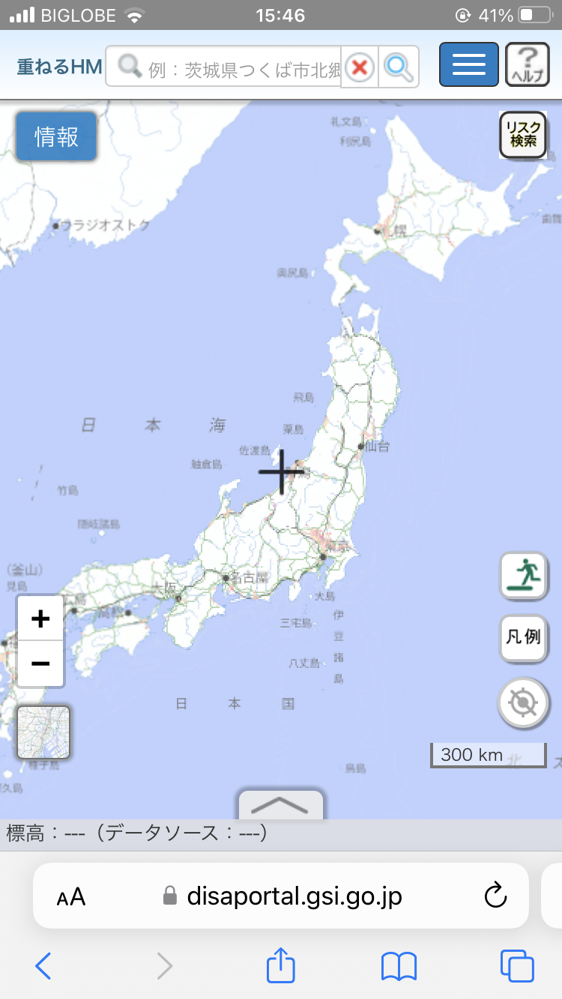 BIGLOBE 15:46 41%
重ねるHM
例：茨城県つくば市北郷
?
ヘルプ
情報
リスク
検索
礼文島
利尻島
ウラジオストク
札幌
奥尻島
飛島
日本海
粟島
佐渡島
舳倉島
仙台
竹島
隠岐諸島
(釜山)
見島
東京
名古屋
大阪
広島
高松
大島
三宅島
伊豆諸島
八丈島
日本国
+
−
凡例
種子島
鳥島
300 km
北
久島
標高：---（データソース：---）
AA disaportal.gsi.go.jp